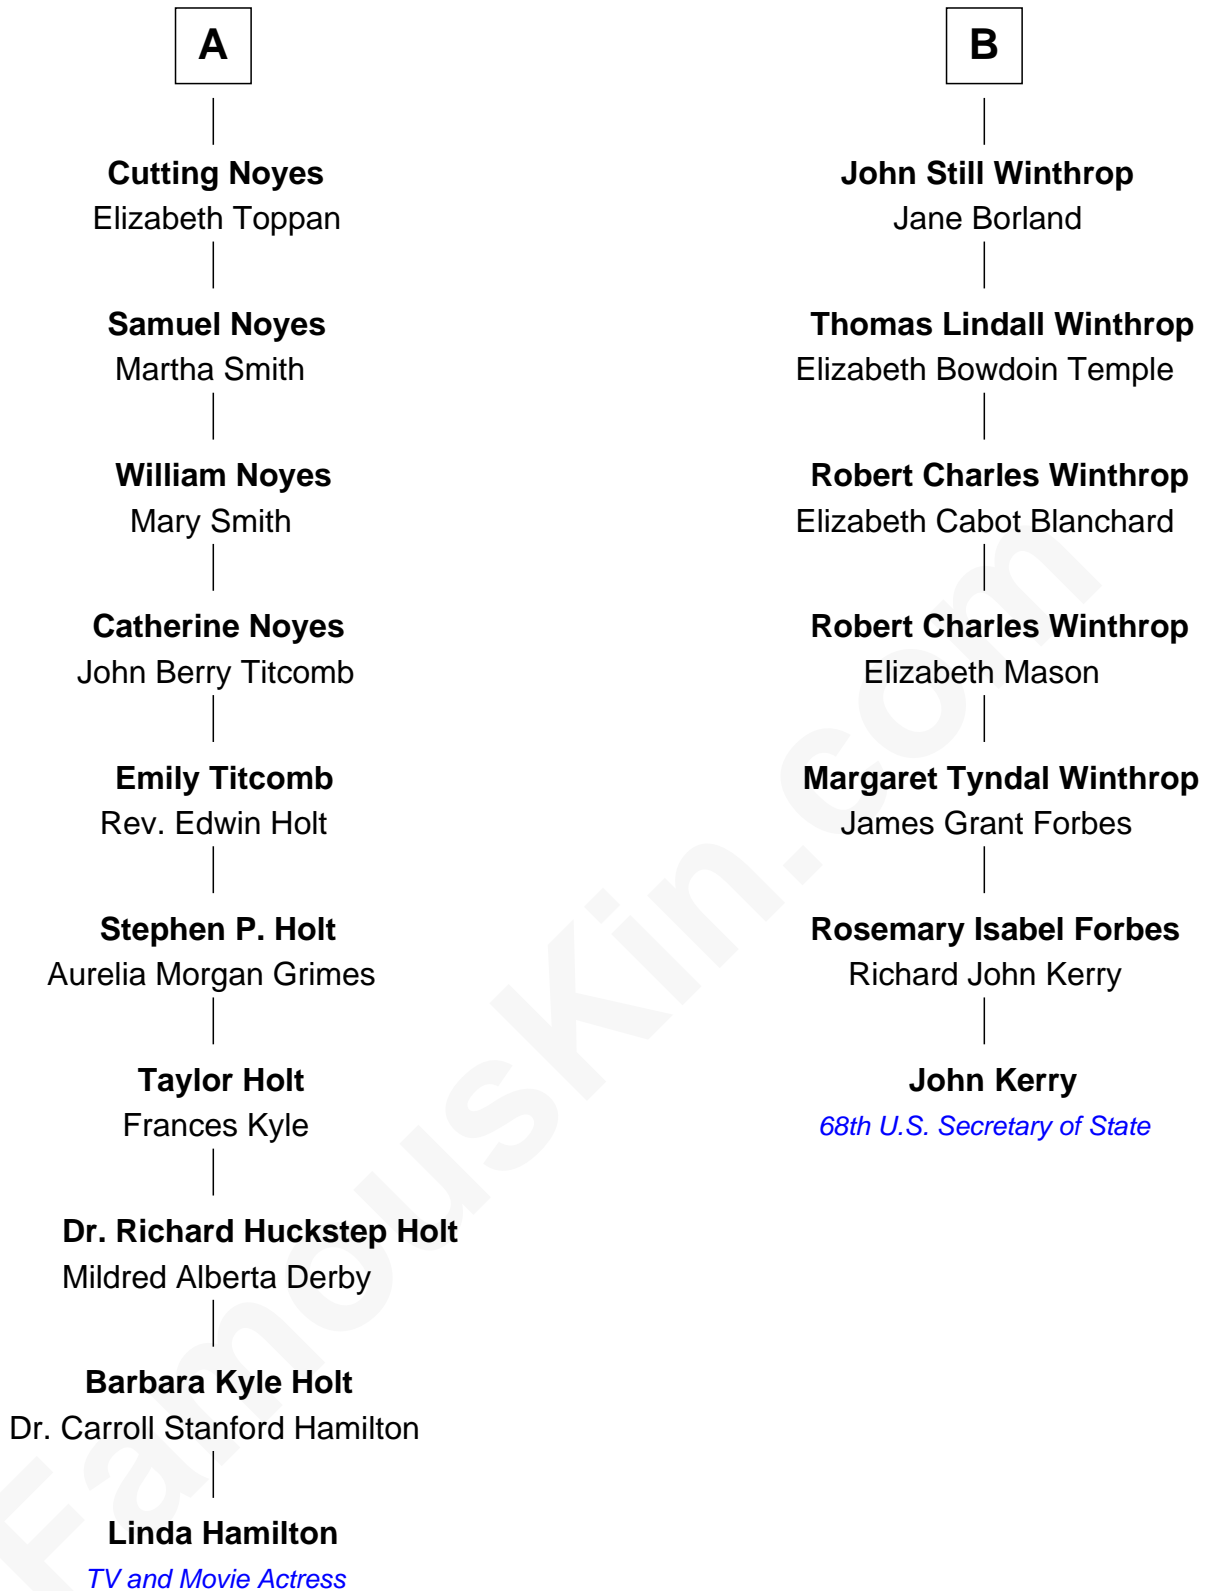 A
Cutting Noyes
Elizabeth Toppan
Samuel Noyes
Martha Smith
William Noyes
Mary Smith
Catherine Noyes
John Berry Titcomb
Emily Titcomb
Rev. Edwin Holt
Stephen P. Holt
Aurelia Morgan Grimes
Taylor Holt
Frances Kyle
Dr. Richard Huckstep Holt
Mildred Alberta Derby
Barbara Kyle Holt
Dr. Carroll Stanford Hamilton
Linda Hamilton
TV and Movie Actress
B
John Still Winthrop
Jane Borland
Thomas Lindall Winthrop
Elizabeth Bowdoin Temple
Robert Charles Winthrop
Elizabeth Cabot Blanchard
Robert Charles Winthrop
Elizabeth Mason
Margaret Tyndal Winthrop
James Grant Forbes
Rosemary Isabel Forbes
Richard John Kerry
John Kerry
68th U.S. Secretary of State
FamousKin.com